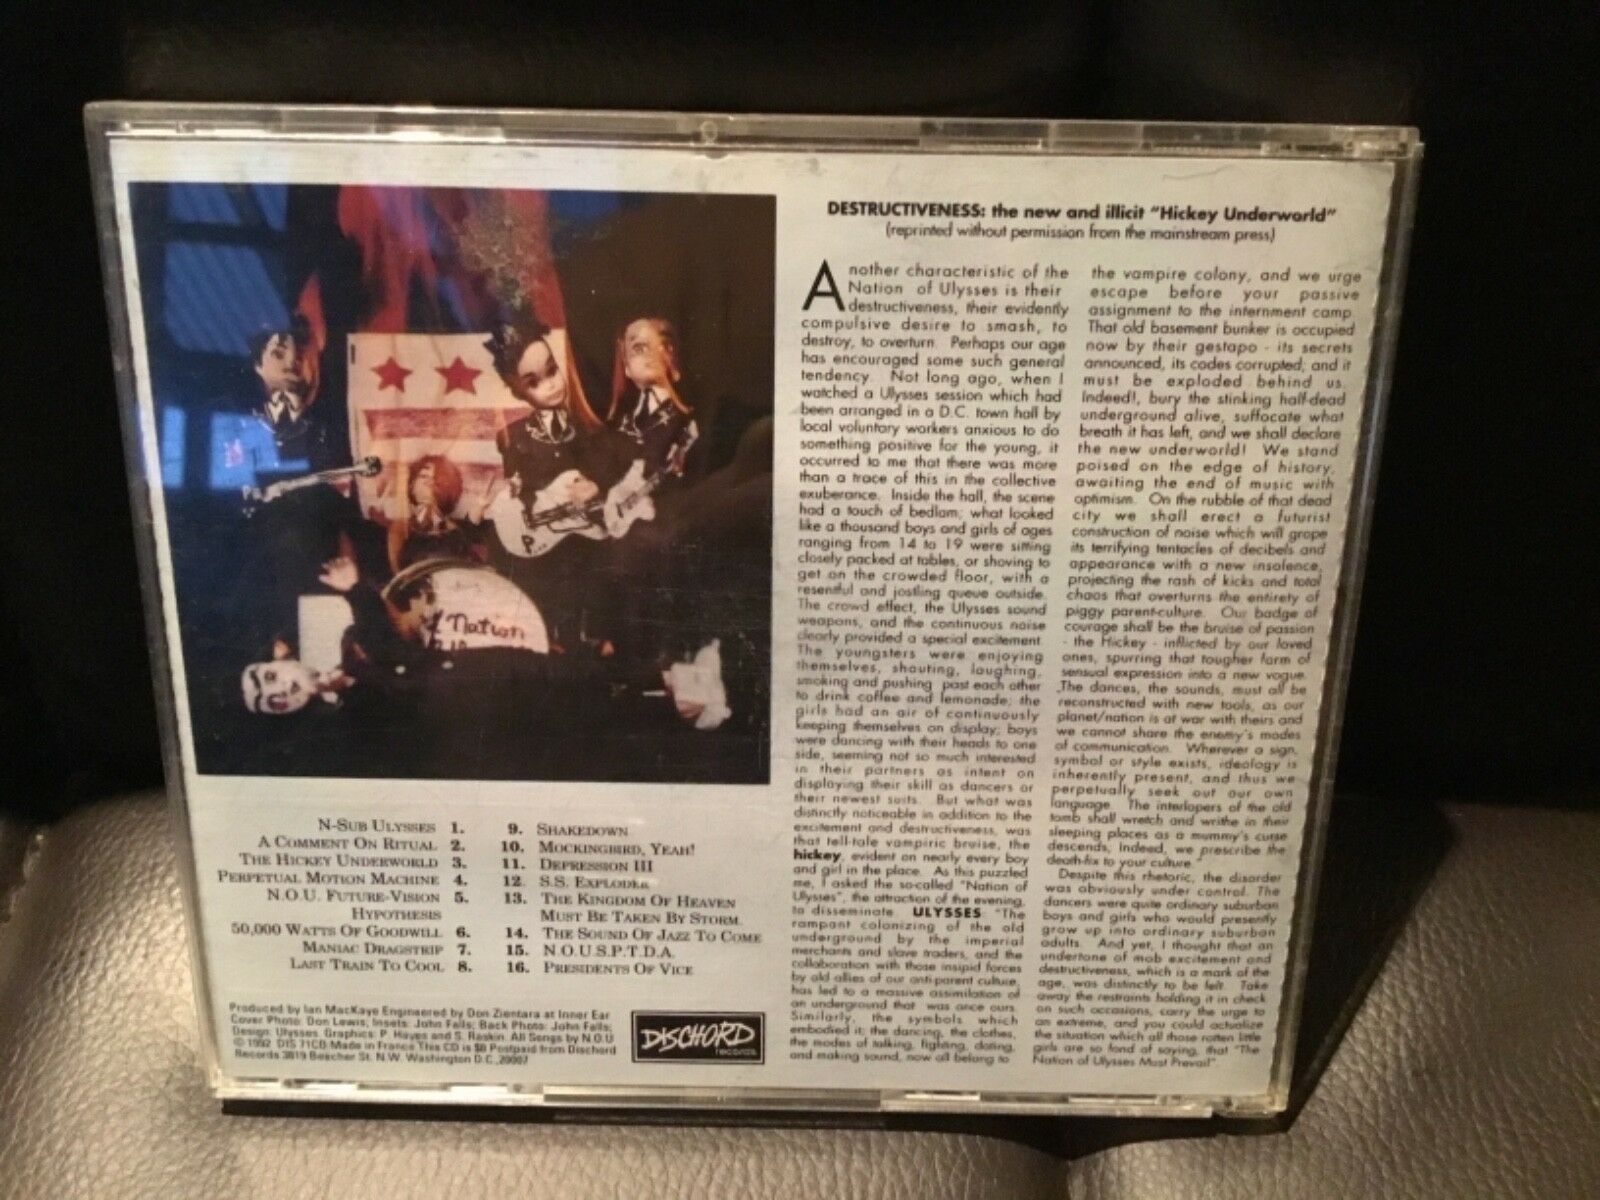 DESTRUCTIVENESS: the new and illicit "Hickey Underworld"
(reprinted without permission from the mainstream press)
Another characteristic of the
Nation of Ulysses is their
destructiveness, their evidently
compulsive desire to smash, to
destroy, to overturn. Perhaps our age
has encouraged some such general
tendency. Not long ago, when I
watched a Ulysses session which had
been arranged in a D.C. town hall by
local voluntary workers anxious to do
something positive for the young, it
occurred to me that there was more
than a trace of this in the collective
exuberance. Inside the hall, the scene
had a touch of bedlam; what looked
like a thousand boys and girls of ages
ranging from 14 to 19 were sitting
closely packed at tables, or shoving to
get on the crowded floor, with a
resentful and jostling queue outside.
The crowd effect, the Ulysses sound
weapons, and the continuous noise
clearly provided a special excitement.
The youngsters were enjoying
themselves, shouting, laughing,
smoking and pushing past each other
to drink coffee and lemonade; the
girls had an air of continuously
keeping themselves on display; boys
were dancing with their heads to one
side, seeming not so much interested
in their partners as intent on
displaying their skill as dancers or
their newest suits. But what was
distinctly noticeable in addition to the
excitement and destructiveness, was
that tell-tale vampiric bruise, the
hickey, evident on nearly every boy
and girl in the place. As this puzzled
me, I asked the so-called "Nation of
Ulysses", the attraction of the evening,
to disseminate. ULYSSES "The
rampant colonizing of the old
underground by the imperial
merchants and slave traders, and the
collaboration with those insipid forces
by old allies of our anti-parent culture,
has led to a massive assimilation of
an underground that was once ours.
Similarly, the symbols which
embodied it: the dancing, the clothes,
the modes of talking, fighting, dating,
and making sound, now all belong to
the vampire colony, and we urge
escape before your passive
assignment to the internment camp.
That old basement bunker is occupied
now by their gestapo - its secrets
announced, its codes corrupted; and it
must be exploded behind us.
Indeed!, bury the stinking half-dead
underground alive, suffocate what
breath it has left, and we shall declare
the new underworld! We stand
poised on the edge of history,
awaiting the end of music with
optimism. On the rubble of that dead
city we shall erect a futurist
construction of noise which will grope
its terrifying tentacles of decibels and
appearance with a new insolence,
projecting the rash of kicks and total
chaos that overturns the entirety of
piggy parent-culture. Our badge of
courage shall be the bruise of passion
- the Hickey - inflicted by our loved
ones, spurring that tougher form of
sensual expression into a new vogue.
The dances, the sounds, must all be
reconstructed with new tools, as our
planet/nation is at war with theirs and
we cannot share the enemy's modes
of communication. Wherever a sign,
symbol or style exists, ideology is
inherently present, and thus we
perpetually seek out our own
language. The interlopers of the old
tomb shall wretch and writhe in their
sleeping places as a mummy's curse
descends, Indeed, we prescribe the
death-fix to your culture."
Despite this rhetoric, the disorder
was obviously under control. The
dancers were quite ordinary suburban
boys and girls who would presently
grow up into ordinary suburban
adults. And yet, I thought that an
undertone of mob excitement and
destructiveness, which is a mark of the
age, was distinctly to be felt. Take
away the restraints holding it in check
on such occasions, carry the urge to
an extreme, and you could actualize
the situation which all those rotten little
girls are so fond of saying, that "The
Nation of Ulysses Must Prevail".
P...
Nation
N-SUB ULYSSES 1.
A COMMENT ON RITUAL 2.
THE HICKEY UNDERWORLD 3.
PERPETUAL MOTION MACHINE 4.
N.O.U. FUTURE-VISION 5.
HYPOTHESIS
50,000 WATTS OF GOODWILL 6.
MANIAC DRAGSTRIP 7.
LAST TRAIN TO COOL 8.
9. SHAKEDOWN
10. MOCKINGBIRD, YEAH!
11. DEPRESSION III
12. S.S. EXPLODER
13. THE KINGDOM OF HEAVEN
MUST BE TAKEN BY STORM
14. THE SOUND OF JAZZ TO COME
15. N.O.U.S.P.T.D.A.
16. PRESIDENTS OF VICE
Produced by Ian MacKaye Engineered by Don Zientara at Inner Ear
Cover Photo: Don Lewis; Insets: John Falls; Back Photo: John Falls;
Design: Ulysses Graphics: P. Hayes and S. Raskin. All Songs by N.O.U
© 1992 DIS 71CD Made in France This CD is $8 Postpaid from Dischord
Records 3819 Beecher St. N.W. Washington D.C., 20007
DISCHORD
records